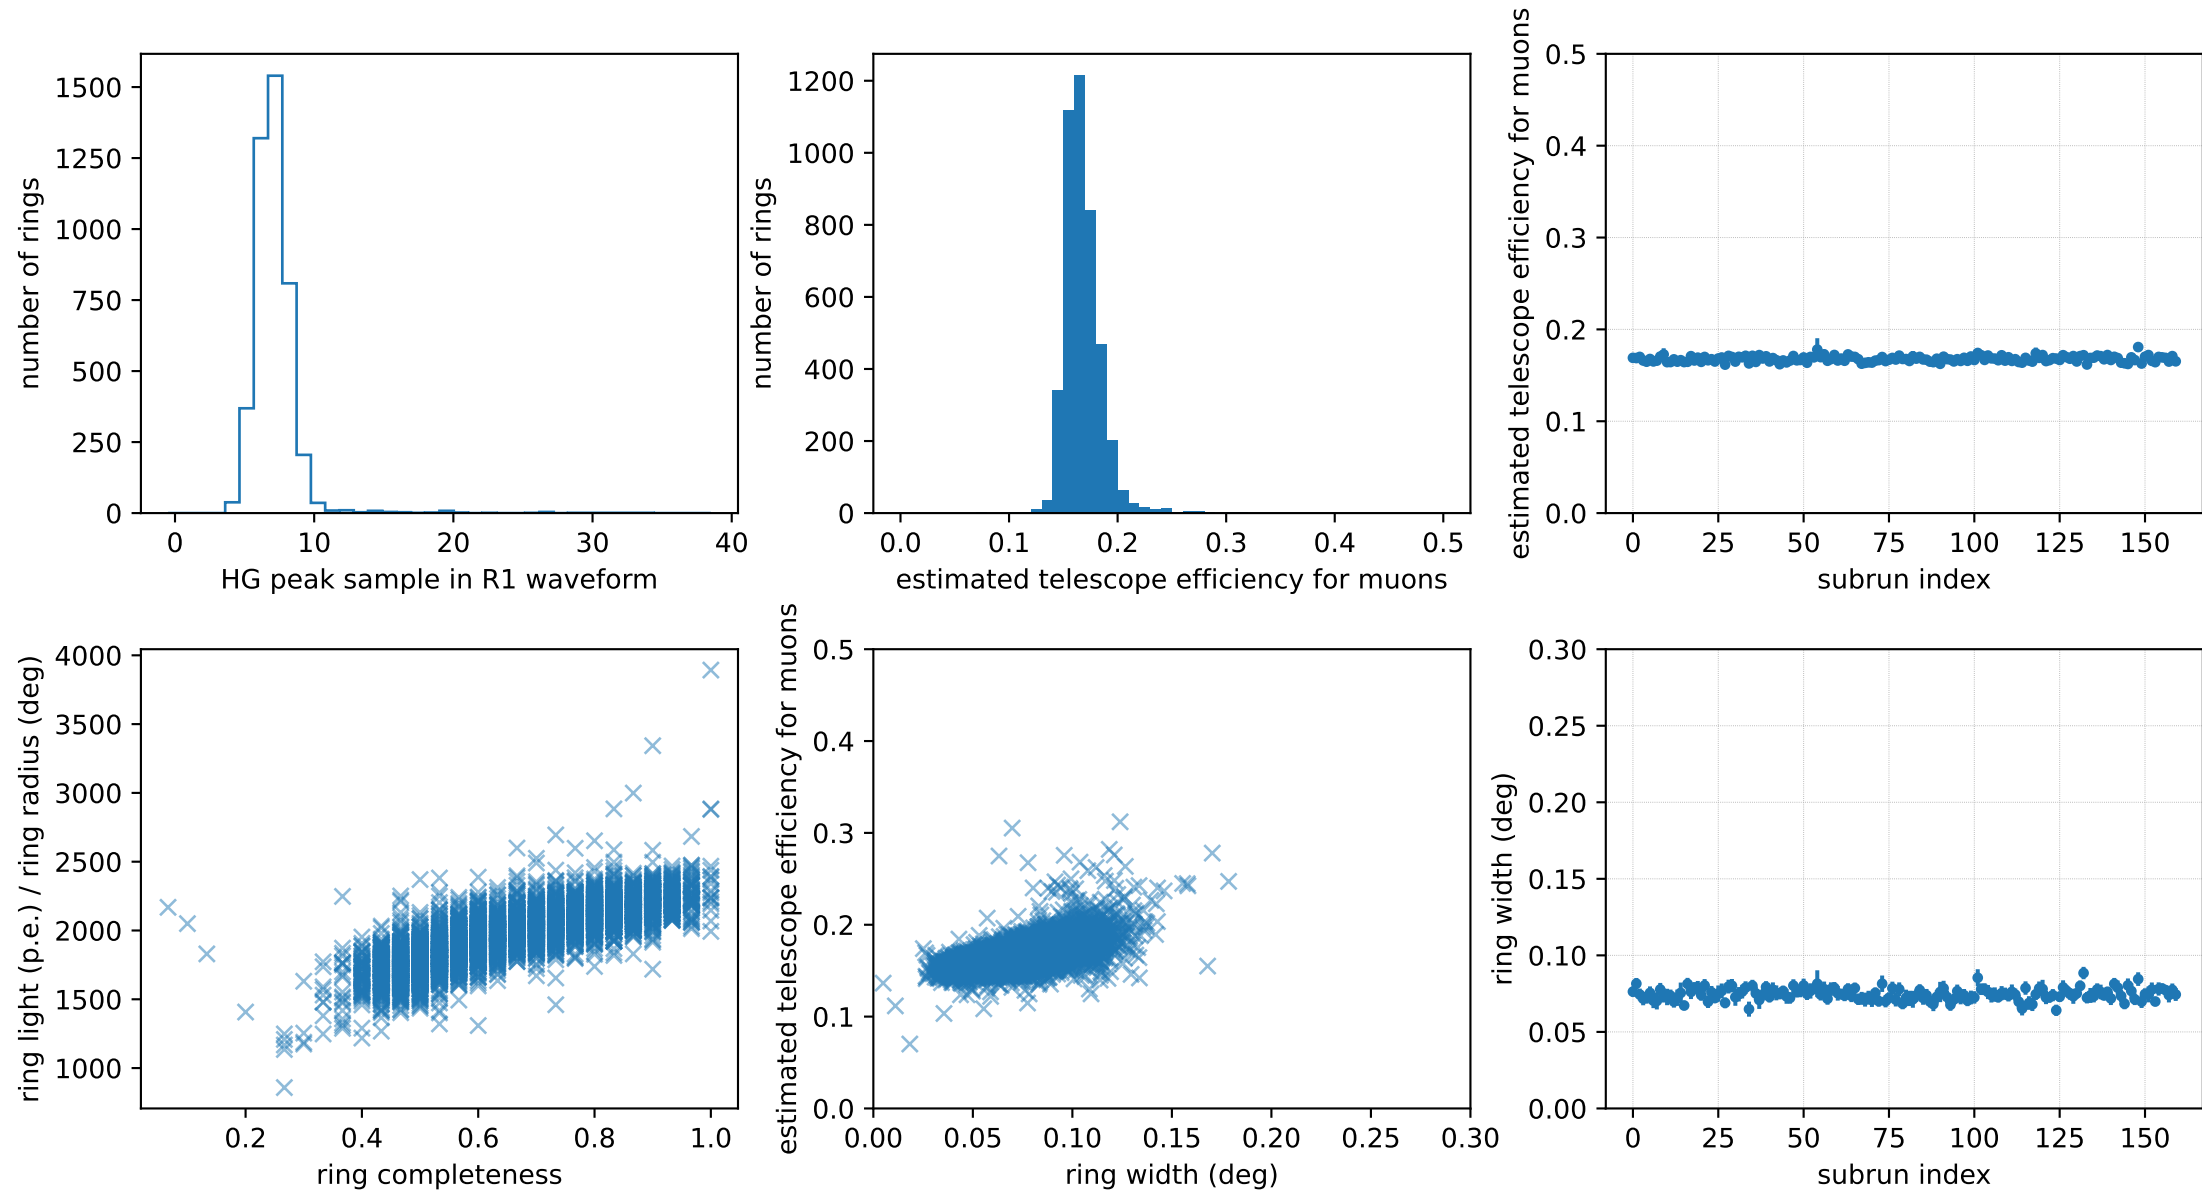 number of rings
1500
1250
1000
750
500
250
0
0 10 20 30 40
HG peak sample in R1 waveform
number of rings
1200
1000
800
600
400
200
0
0.0 0.1 0.2 0.3 0.4 0.5
estimated telescope efficiency for muons
estimated telescope efficiency for muons
0.5
0.4
0.3
0.2
0.1
0.0
0 25 50 75 100 125 150
subrun index
ring light (p.e.) / ring radius (deg)
4000
3500
3000
2500
2000
1500
1000
0.2 0.4 0.6 0.8 1.0
ring completeness
estimated telescope efficiency for muons
0.5
0.4
0.3
0.2
0.1
0.0
0.00 0.05 0.10 0.15 0.20 0.25 0.30
ring width (deg)
ring width (deg)
0.30
0.25
0.20
0.15
0.10
0.05
0.00
0 25 50 75 100 125 150
subrun index